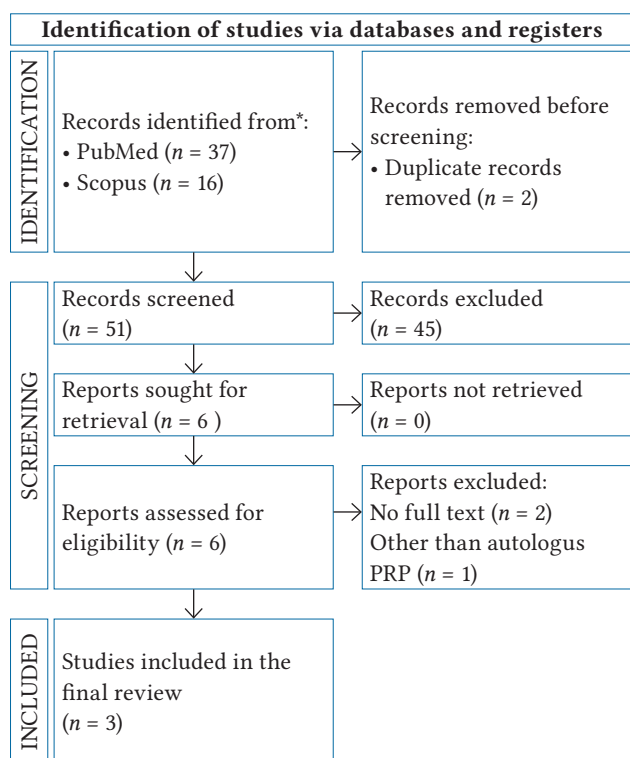 Identification of studies via databases and registers
IDENTIFICATION
Records identified from*:
• PubMed (n = 37)
• Scopus (n = 16)
Records removed before
screening:
• Duplicate records
removed (n = 2)
SCREENING
Records screened
(n = 51)
Records excluded
(n = 45)
Reports sought for
retrieval (n = 6 )
Reports not retrieved
(n = 0)
Reports assessed for
eligibility (n = 6)
Reports excluded:
No full text (n = 2)
Other than autologus
PRP (n = 1)
INCLUDED
Studies included in the
final review
(n = 3)